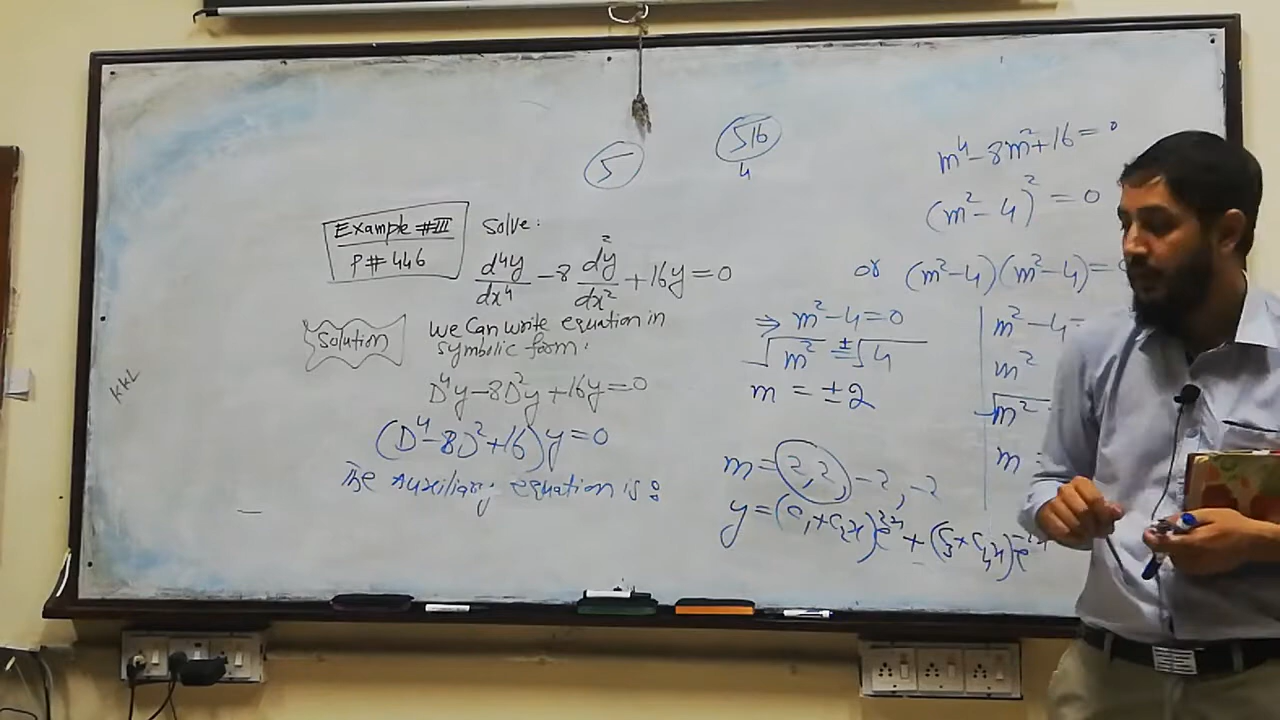 5
516
4
Example #III
P# 446
Solve:
d⁴y/dx⁴ - 8 d²y/dx² + 16y = 0
Solution
we Can write equation in
symbolic form.
D⁴y - 8D²y + 16y = 0
(D⁴ - 8D² + 16)y = 0
The Auxiliary equation is:
KKL
m⁴ - 8m² + 16 = 0
(m² - 4)² = 0
or (m² - 4)(m² - 4) =
⇒ m² - 4 = 0
√m² = ±√4
m = ±2
m² - 4 =
m²
√m²
m =
m = 2, 2, -2, -2
y = (c₁ + c₂x)e²ˣ + (c₃ + c₄x)e⁻²ˣ